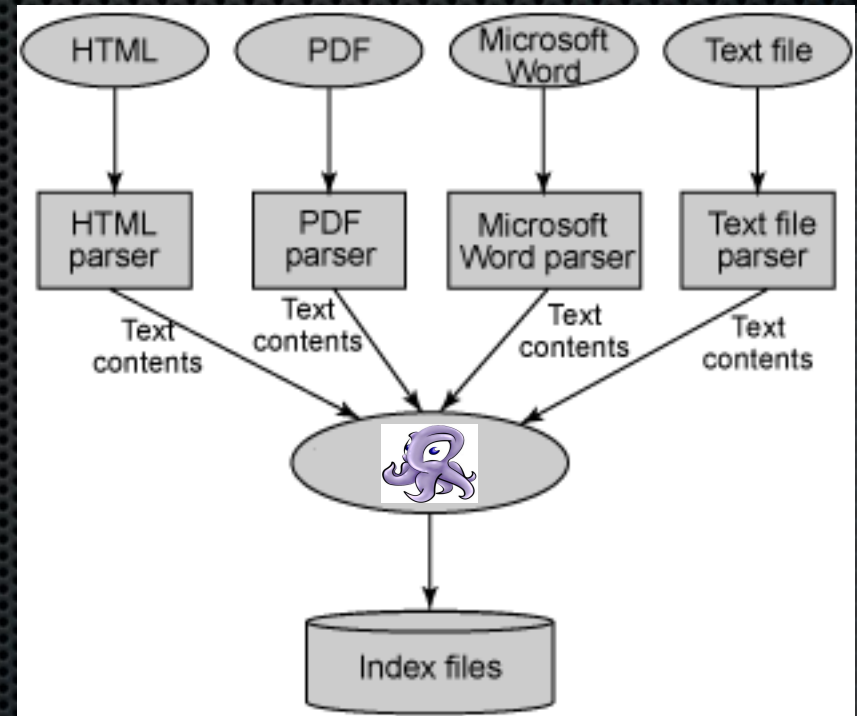 HTML
PDF
Microsoft
Word
Text file
HTML
parser
PDF
parser
Microsoft
Word parser
Text file
parser
Text
contents
Text
contents
Text
contents
Text
contents
Index files